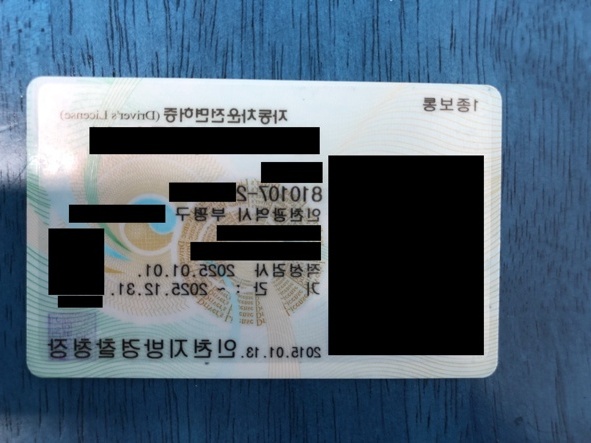 1종보통
자동차운전면허증 (Driver's License)
810107-2
인천광역시 부평구
적성검사 2025.01.01.
기 간 : ~ 2025.12.31.
2015.01.13. 인천지방경찰청장